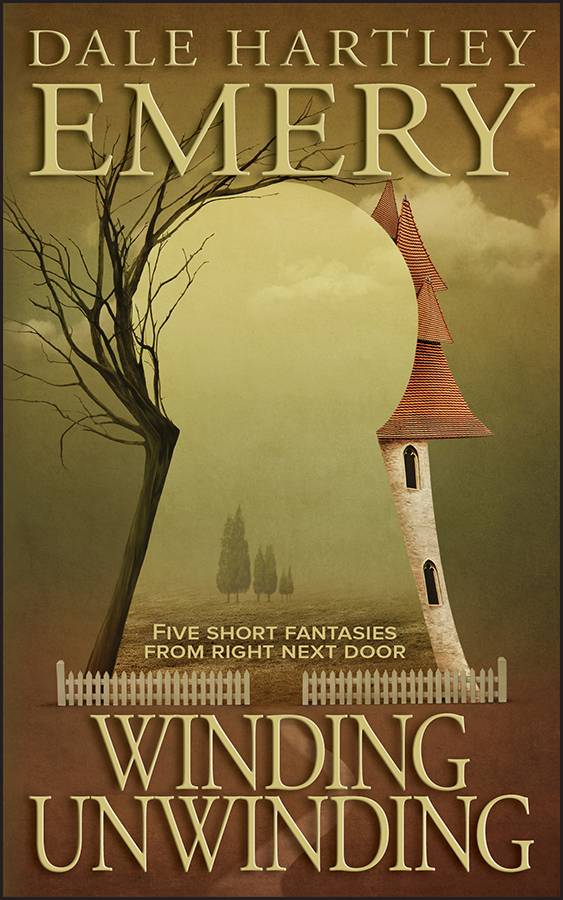 DALE HARTLEY
EMERY
FIVE SHORT FANTASIES
FROM RIGHT NEXT DOOR
WINDING
UNWINDING